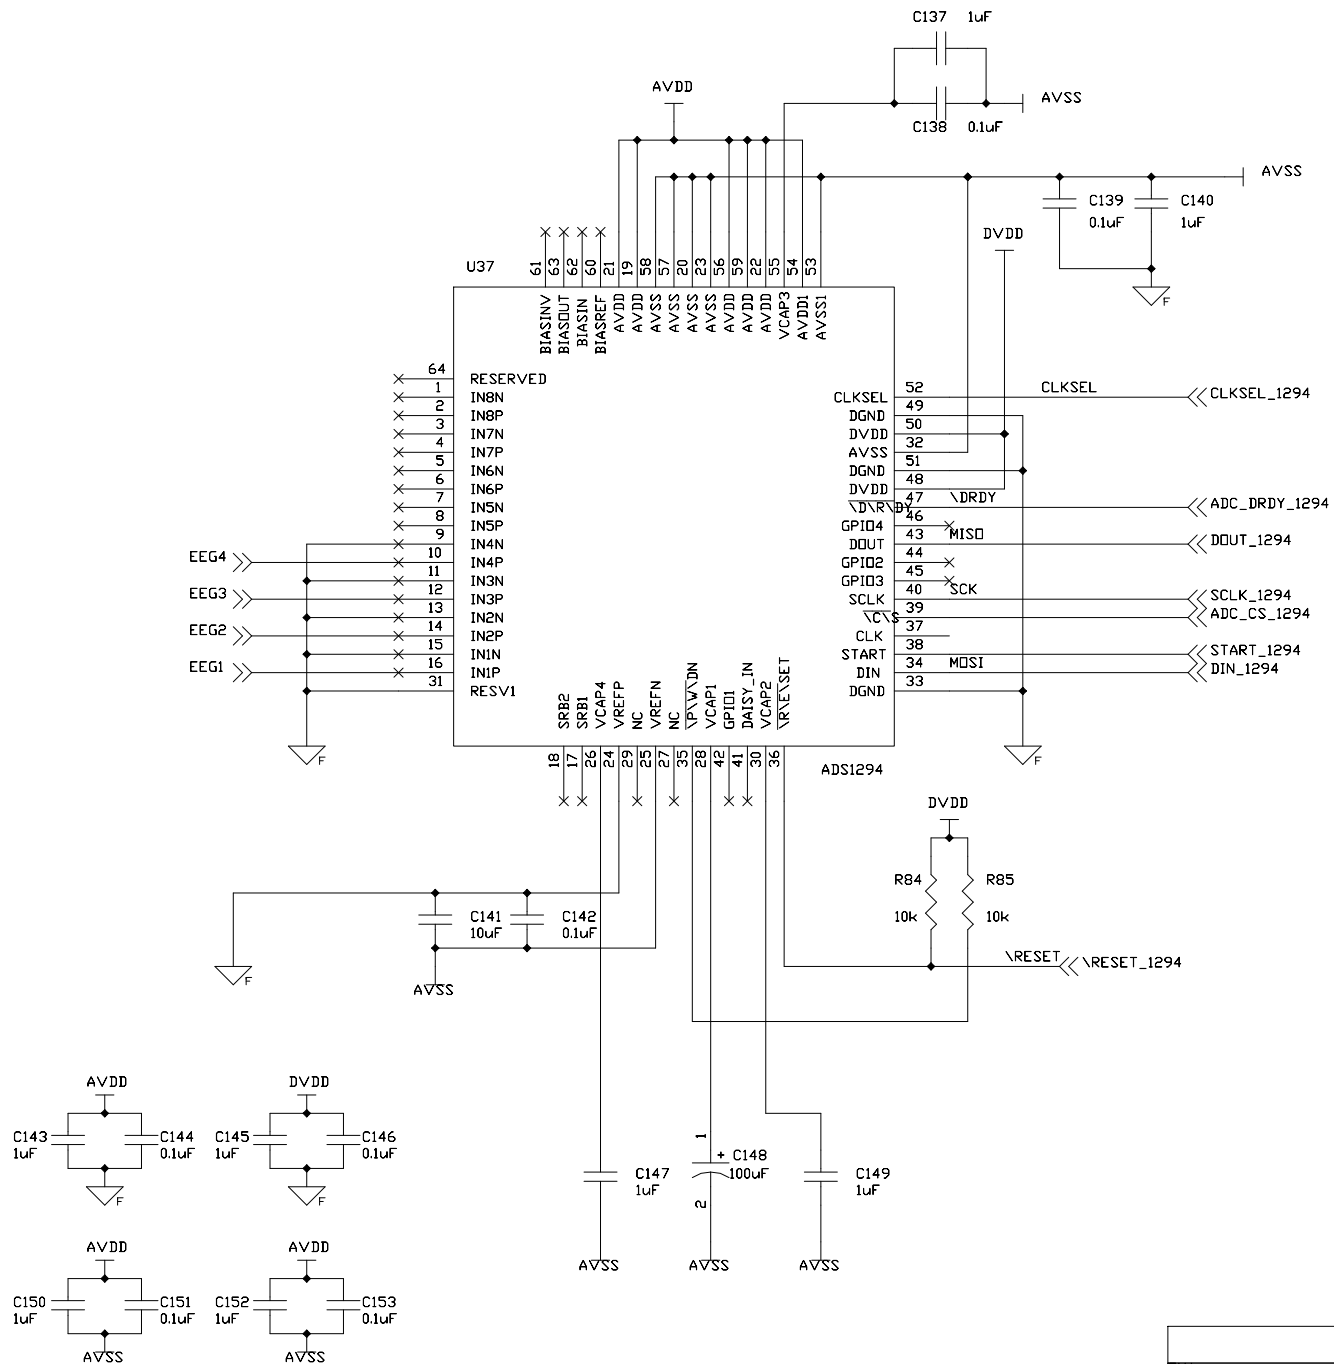 C137 1uF
AVDD
AVSS
C138 0.1uF
AVSS
C139
0.1uF
C140
1uF
DVDD
F
U37
61 63 62 60 21 19 58 57 20 23 56 59 22 55 54 53
BIASINV
BIASOUT
BIASIN
BIASREF
AVDD
AVDD
AVSS
AVSS
AVSS
AVSS
AVDD
AVDD
AVDD
VCAP3
AVDD1
AVSS1
64 RESERVED
1 IN8N
2 IN8P
3 IN7N
4 IN7P
5 IN6N
6 IN6P
7 IN5N
8 IN5P
9 IN4N
EEG4 10 IN4P
11 IN3N
EEG3 12 IN3P
13 IN2N
EEG2 14 IN2P
15 IN1N
EEG1 16 IN1P
31 RESV1
F
CLKSEL 52 CLKSEL CLKSEL_1294
DGND 49
DVDD 50
AVSS 32
DGND 51
DVDD 48
\D\R\DY 47 \DRDY ADC_DRDY_1294
GPIO4 46
DOUT 43 MISO DOUT_1294
GPIO2 44
GPIO3 45
SCLK 40 SCK SCLK_1294
\C\S 39 ADC_CS_1294
CLK 37
START 38 START_1294
DIN 34 MOSI DIN_1294
DGND 33
F
SRB2
SRB1
VCAP4
VREFP
NC
VREFN
NC
\P\W\DN
VCAP1
GPIO1
DAISY_IN
VCAP2
\R\E\SET
18 17 26 24 29 25 27 35 28 42 41 30 36
ADS1294
DVDD
R84
10k
R85
10k
\RESET \RESET_1294
C141
10uF
C142
0.1uF
F
AVSS
AVDD
C143
1uF
C144
0.1uF
F
DVDD
C145
1uF
C146
0.1uF
F
C147
1uF
AVSS
1
+ C148
100uF
2
AVSS
C149
1uF
AVSS
AVDD
C150
1uF
C151
0.1uF
AVSS
AVDD
C152
1uF
C153
0.1uF
AVSS